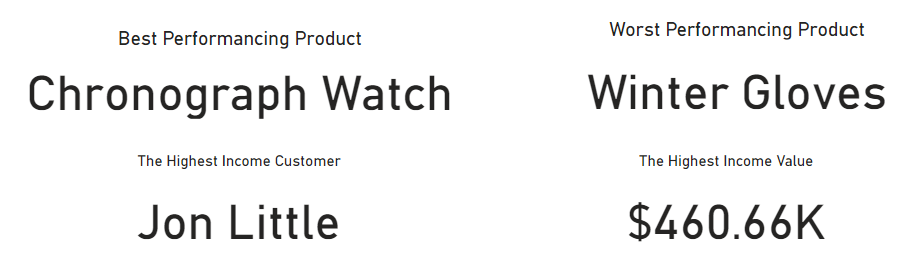 Best Performancing Product
Chronograph Watch
The Highest Income Customer
Jon Little
Worst Performancing Product
Winter Gloves
The Highest Income Value
$460.66K